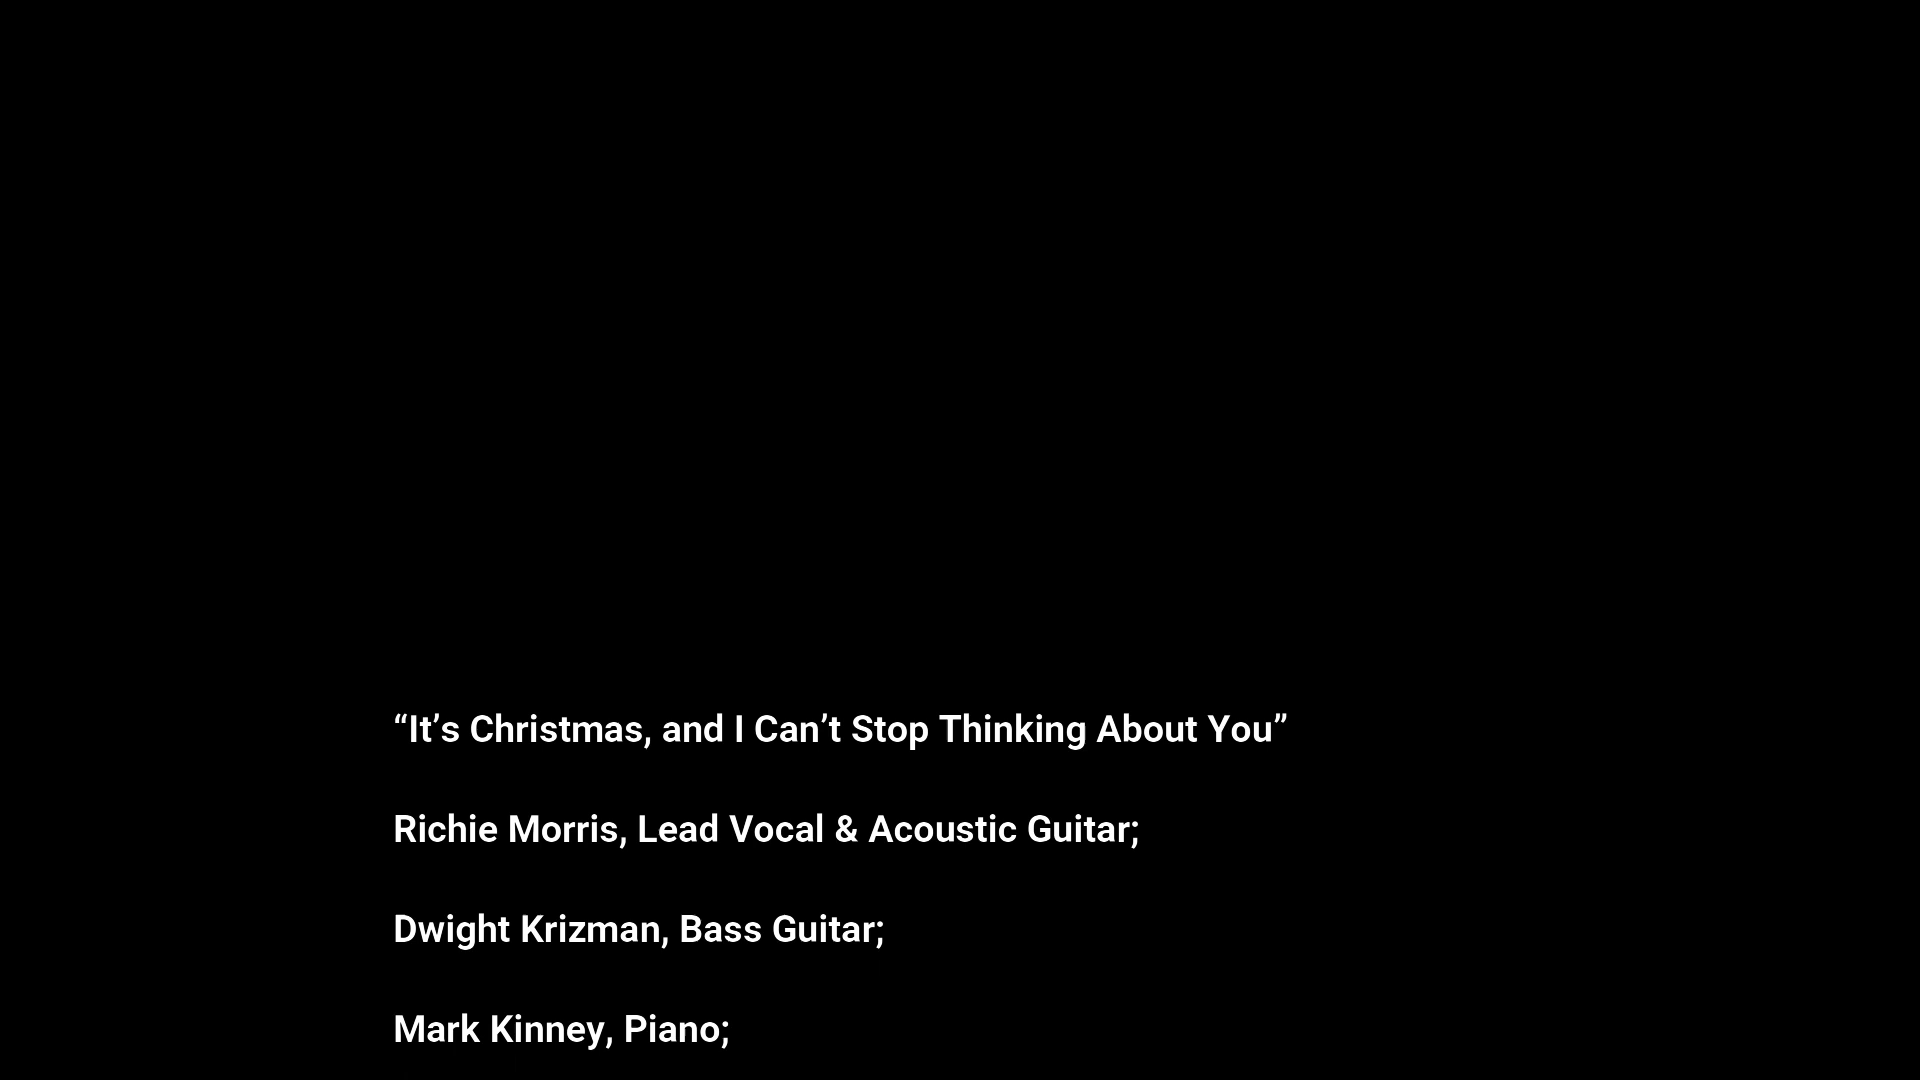 “It’s Christmas, and I Can’t Stop Thinking About You”
Richie Morris, Lead Vocal & Acoustic Guitar;
Dwight Krizman, Bass Guitar;
Mark Kinney, Piano;